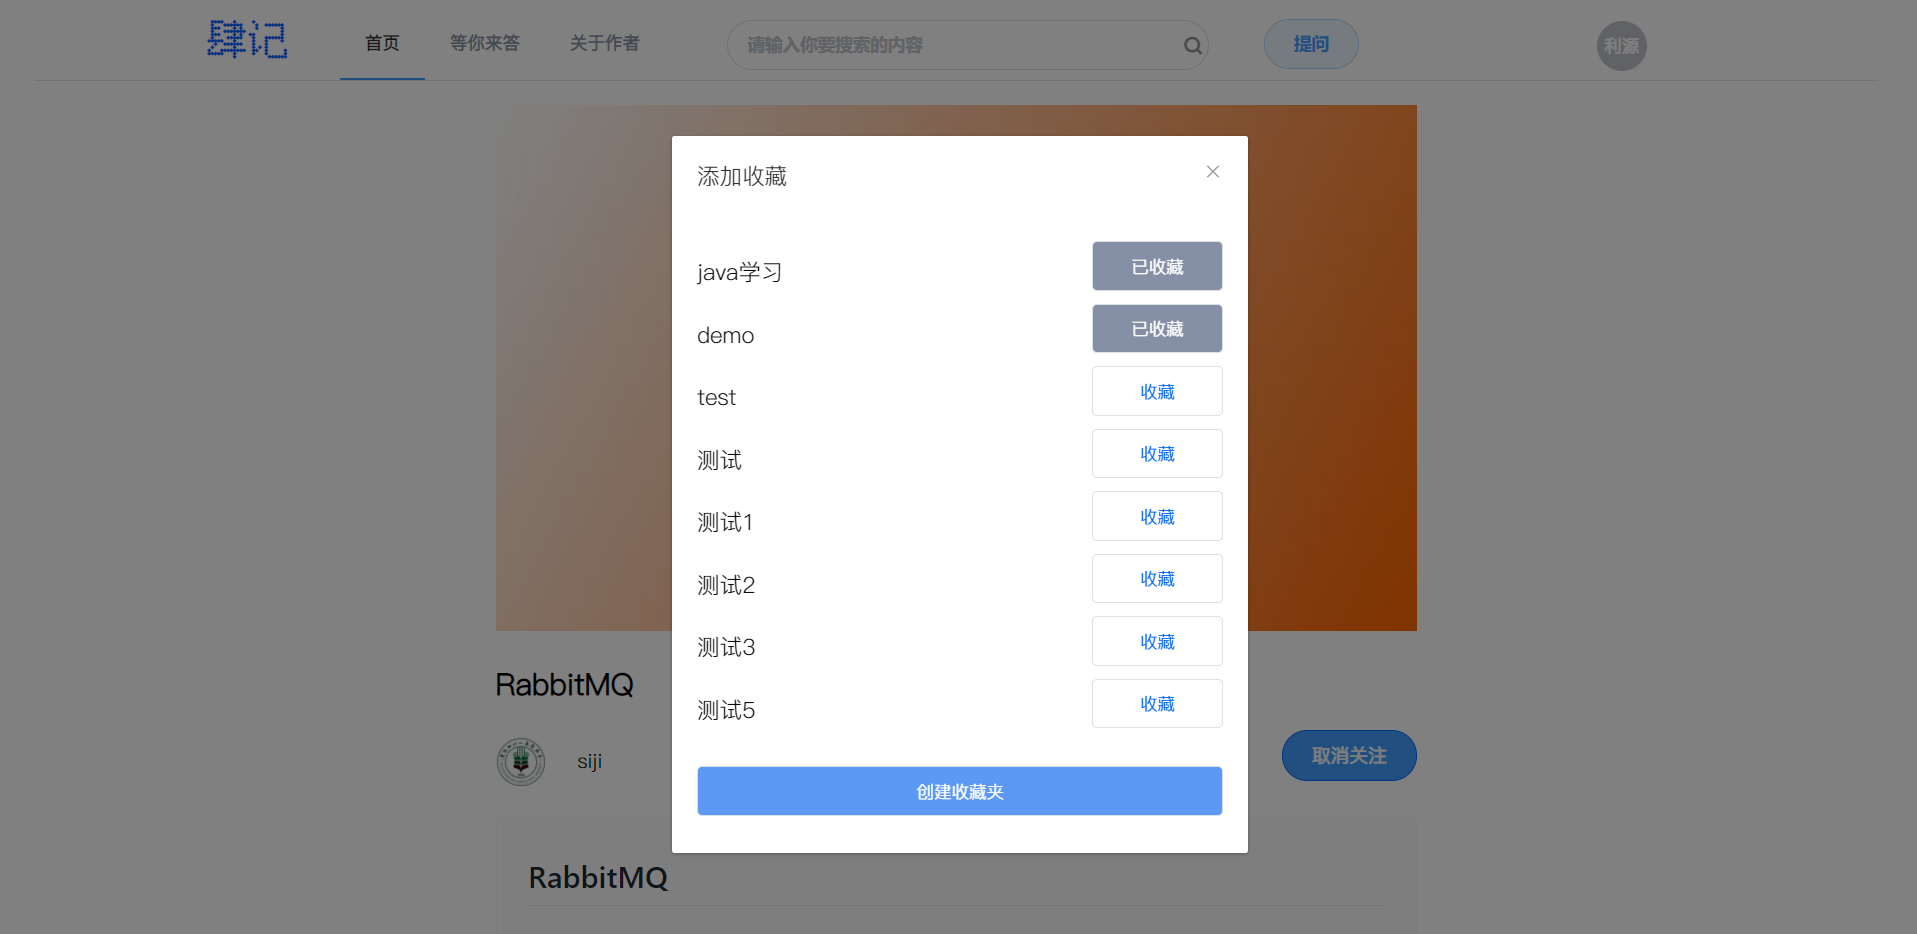 肆记
首页 等你来答 关于作者 请输入你要搜索的内容 提问 利源
添加收藏
java学习 已收藏
demo 已收藏
test 收藏
测试 收藏
测试1 收藏
测试2 收藏
测试3 收藏
测试5 收藏
创建收藏夹
RabbitMQ
siji 取消关注
RabbitMQ